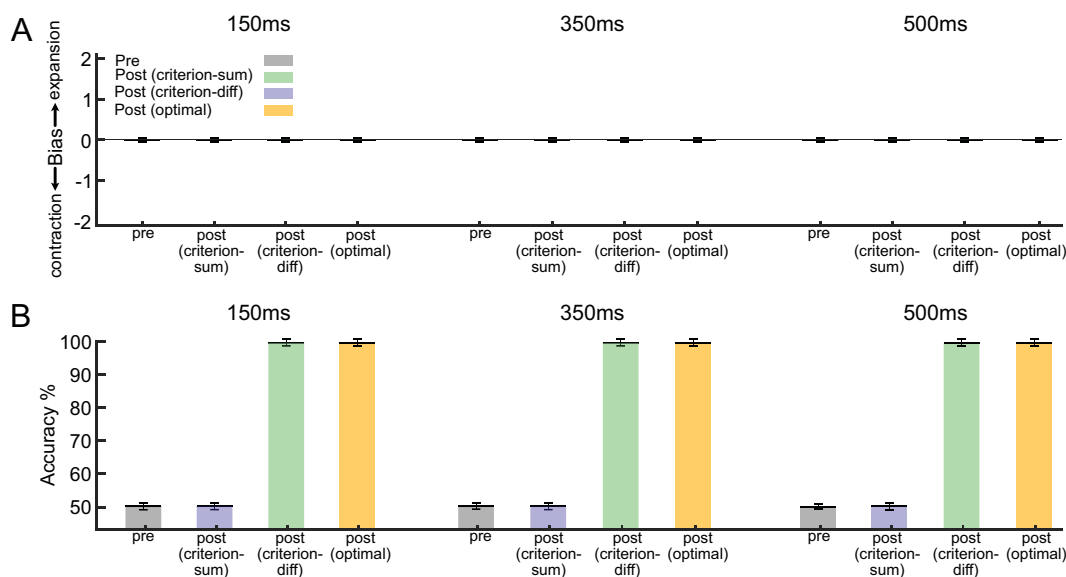 A
150ms 350ms 500ms
contraction ←Bias→ expansion
2
1
0
-1
-2
Pre
Post (criterion-sum)
Post (criterion-diff)
Post (optimal)
pre post post post pre post post post pre post post post
(criterion- (criterion- (optimal) (criterion- (criterion- (optimal) (criterion- (criterion- (optimal)
sum) diff) sum) diff) sum) diff)
B
150ms 350ms 500ms
Accuracy %
100
90
80
70
60
50
pre post post post pre post post post pre post post post
(criterion- (criterion- (optimal) (criterion- (criterion- (optimal) (criterion- (criterion- (optimal)
sum) diff) sum) diff) sum) diff)